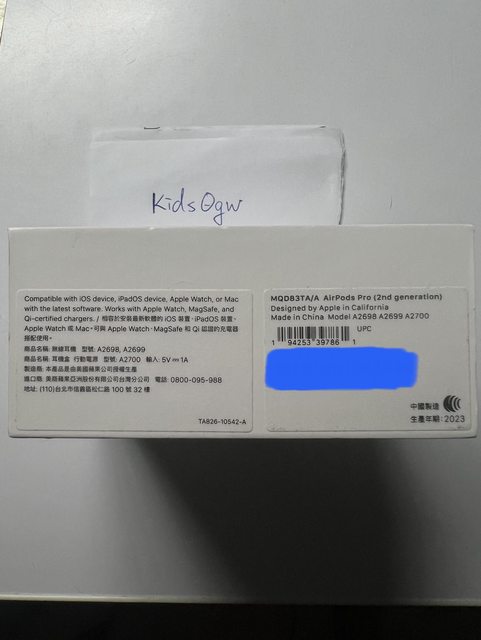 Kids0gw
Compatible with iOS device, iPadOS device, Apple Watch, or Mac
with the latest software. Works with Apple Watch, MagSafe, and
Qi-certified chargers. / 相容於安裝最新軟體的 iOS 裝置、iPadOS 裝置、
Apple Watch 或 Mac。可與 Apple Watch、MagSafe 和 Qi 認證的充電器
搭配使用。
商品名稱: 無線耳機 型號: A2698, A2699
商品名稱: 耳機盒 行動電源 型號: A2700 輸入: 5V⎓1A
製造商: 本產品是由美國蘋果公司授權生產
進口商: 美商蘋果亞洲股份有限公司台灣分公司 電話: 0800-095-988
地址: (110)台北市信義區松仁路 100 號 32 樓
TA826-10542-A
MQD83TA/A AirPods Pro (2nd generation)
Designed by Apple in California
Made in China Model A2698 A2699 A2700
UPC
1 94253 39786 1
中國製造
生產年期: 2023